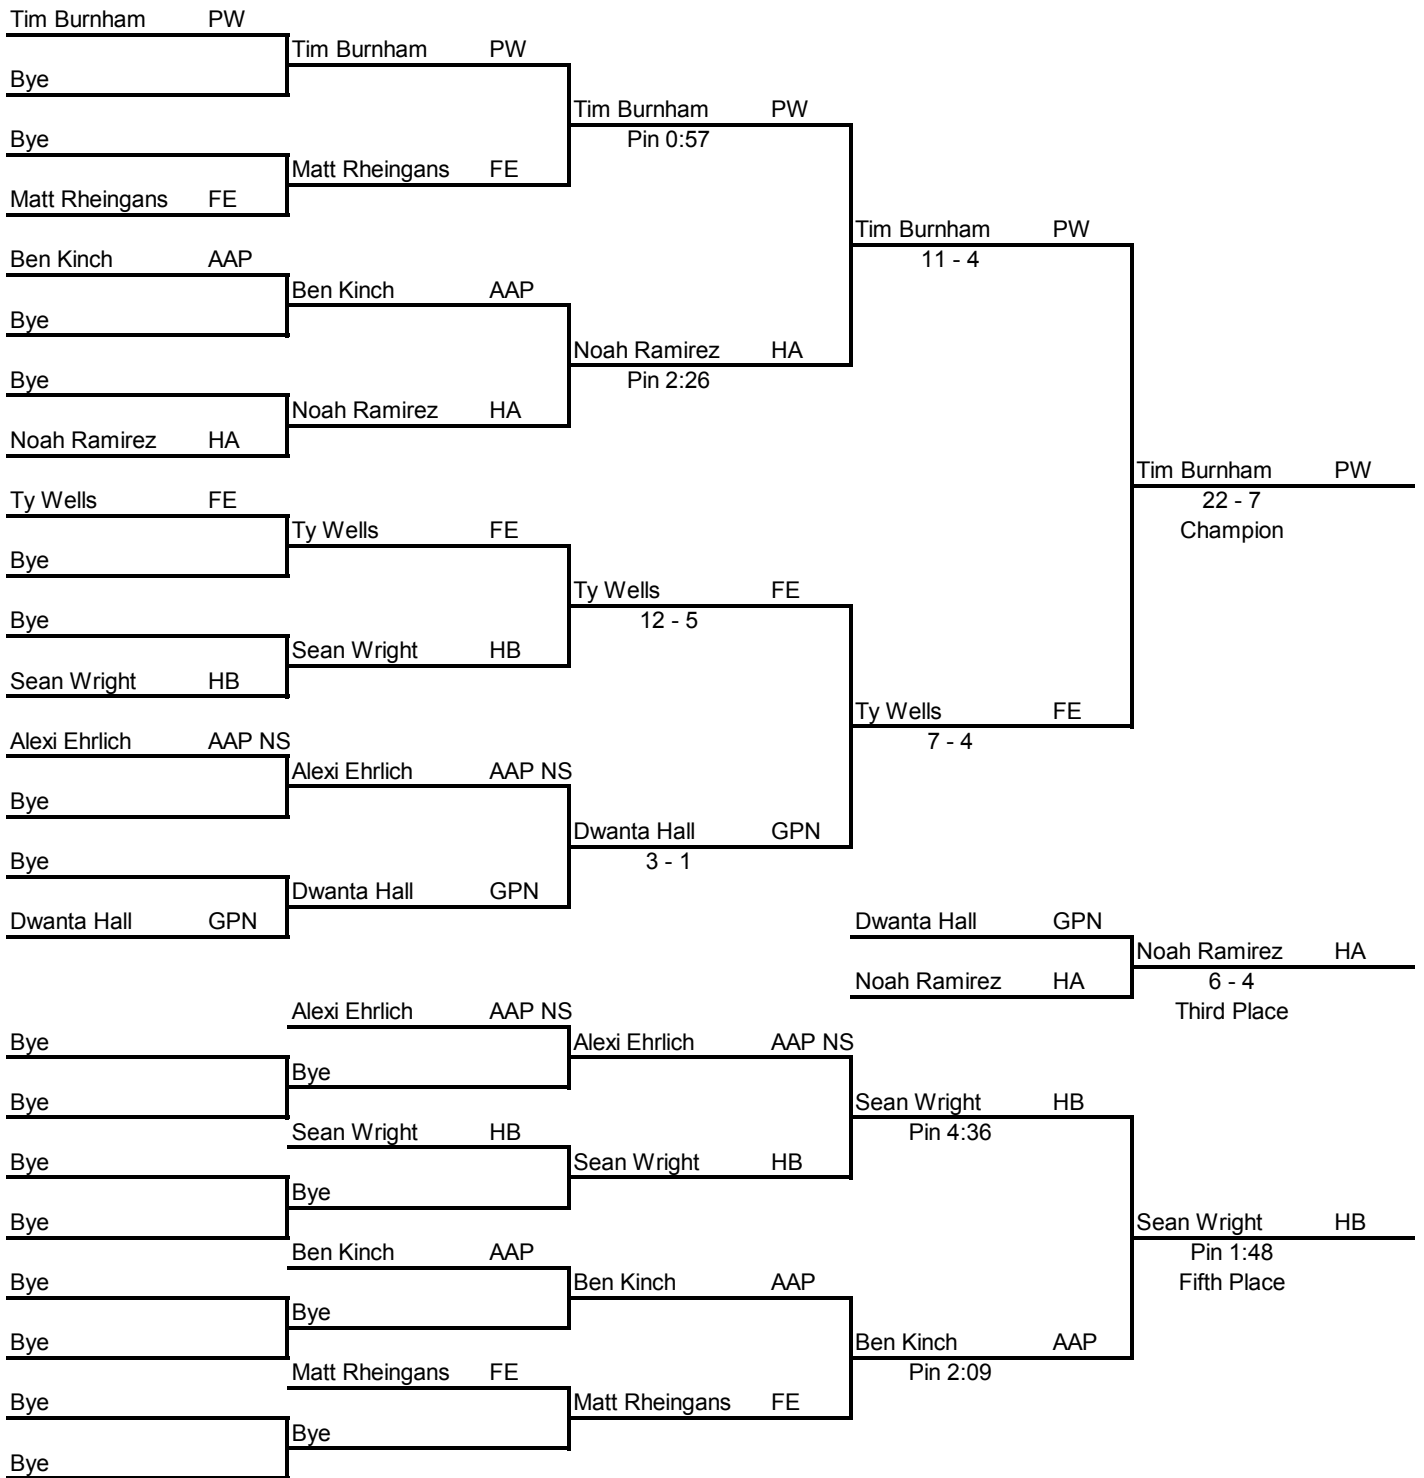 Tim Burnham PW
Tim Burnham PW
Bye
Tim Burnham PW
Bye
Pin 0:57
Matt Rheingans FE
Matt Rheingans FE
Tim Burnham PW
Ben Kinch AAP
11 - 4
Ben Kinch AAP
Bye
Noah Ramirez HA
Bye
Pin 2:26
Noah Ramirez HA
Noah Ramirez HA
Tim Burnham PW
Ty Wells FE
22 - 7
Ty Wells FE
Champion
Bye
Ty Wells FE
Bye
12 - 5
Sean Wright HB
Sean Wright HB
Ty Wells FE
Alexi Ehrlich AAP NS
7 - 4
Alexi Ehrlich AAP NS
Bye
Dwanta Hall GPN
Bye
3 - 1
Dwanta Hall GPN
Dwanta Hall GPN
Dwanta Hall GPN
Noah Ramirez HA
Noah Ramirez HA
6 - 4
Alexi Ehrlich AAP NS
Third Place
Bye
Alexi Ehrlich AAP NS
Bye
Bye
Sean Wright HB
Sean Wright HB
Pin 4:36
Bye
Sean Wright HB
Bye
Bye
Sean Wright HB
Ben Kinch AAP
Pin 1:48
Bye
Ben Kinch AAP
Fifth Place
Bye
Bye
Ben Kinch AAP
Matt Rheingans FE
Pin 2:09
Bye
Matt Rheingans FE
Bye
Bye